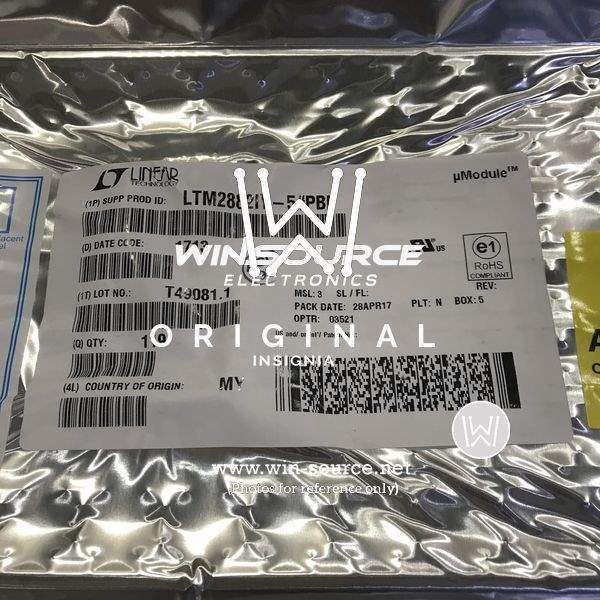 LINEAR
TECHNOLOGY
µModule™
(1P) SUPP PROD ID:
(D) DATE CODE:
WIN SOURCE
ELECTRONICS
US
e1
RoHS
COMPLIANT
(1T) LOT NO.: T49081.1
REV:
MSL: 3 SL / FL:
PACK DATE: 28APR17 PLT: N BOX: 5
OPTR: 03521
ORIGINAL
INSIGNIA
(Q) QTY:
(4L) COUNTRY OF ORIGIN: MY
www.win-source.net
(Photos for reference only)